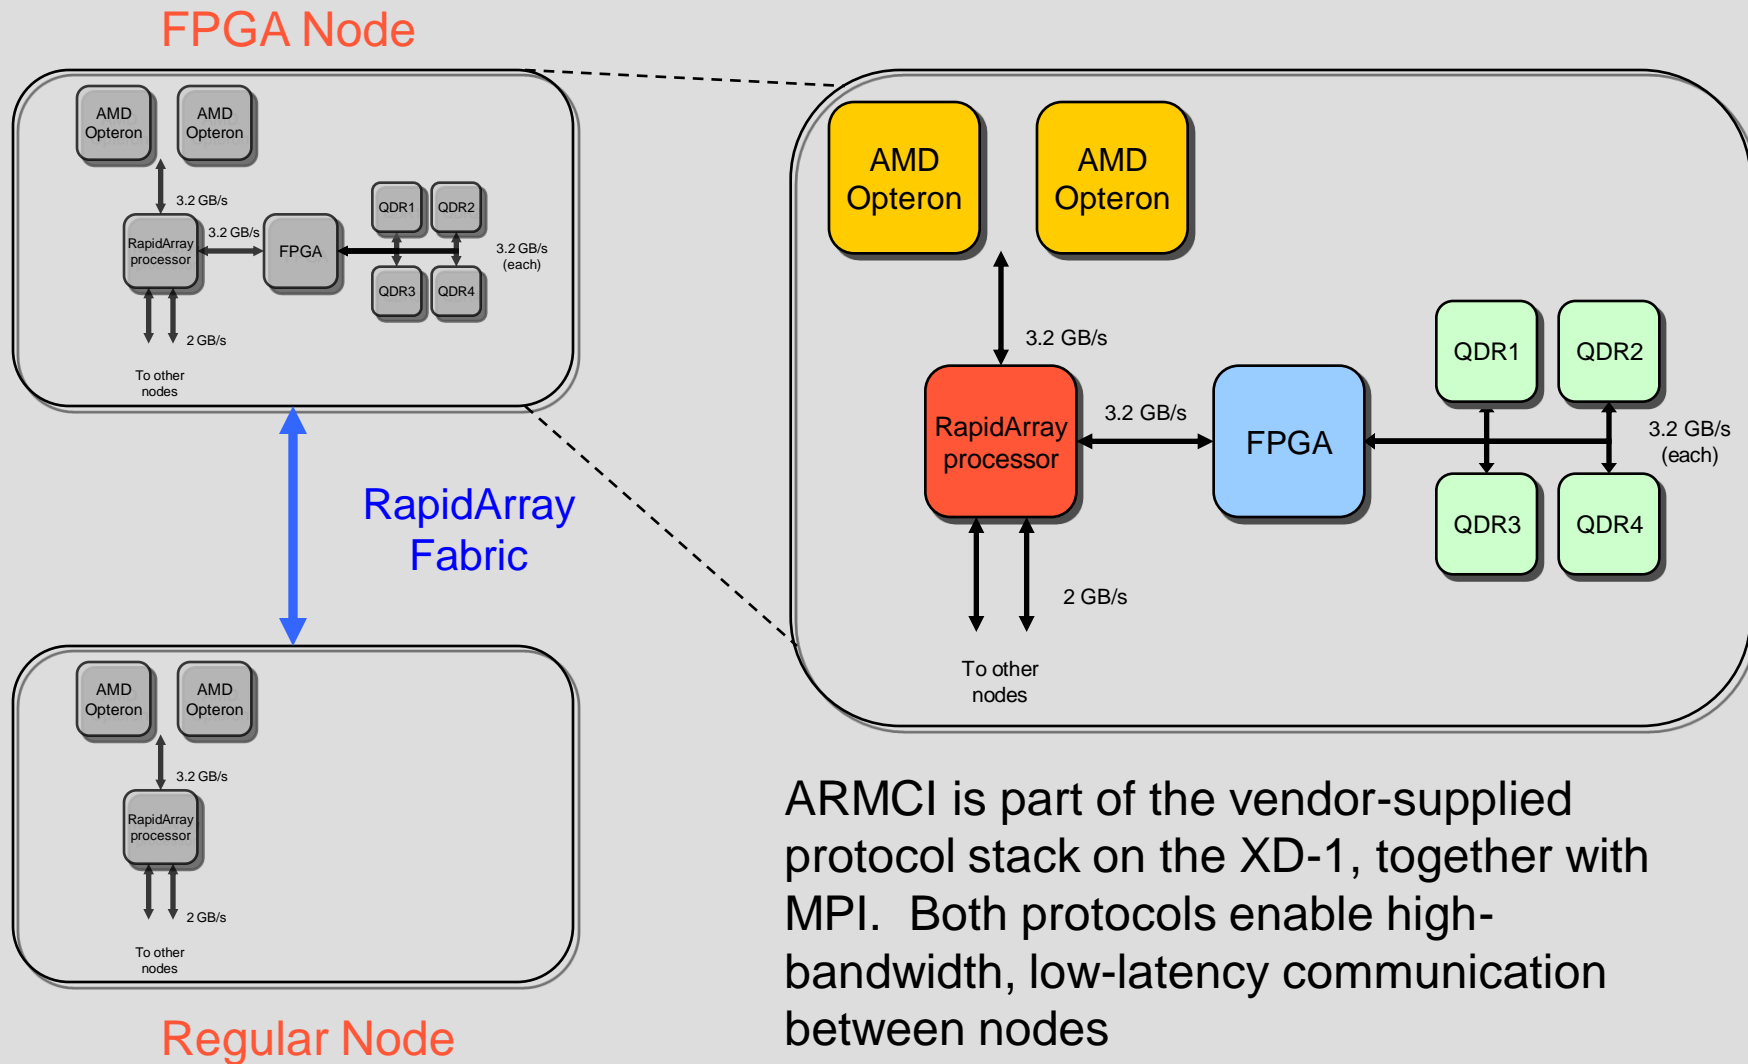 FPGA Node
AMD
Opteron
AMD
Opteron
3.2 GB/s
RapidArray
processor
3.2 GB/s
FPGA
QDR1
QDR2
QDR3
QDR4
3.2 GB/s
(each)
2 GB/s
To other
nodes
RapidArray
Fabric
AMD
Opteron
AMD
Opteron
3.2 GB/s
RapidArray
processor
2 GB/s
To other
nodes
Regular Node
AMD
Opteron
AMD
Opteron
3.2 GB/s
RapidArray
processor
3.2 GB/s
FPGA
QDR1
QDR2
QDR3
QDR4
3.2 GB/s
(each)
2 GB/s
To other
nodes
ARMCI is part of the vendor-supplied
protocol stack on the XD-1, together with
MPI.  Both protocols enable high-
bandwidth, low-latency communication
between nodes